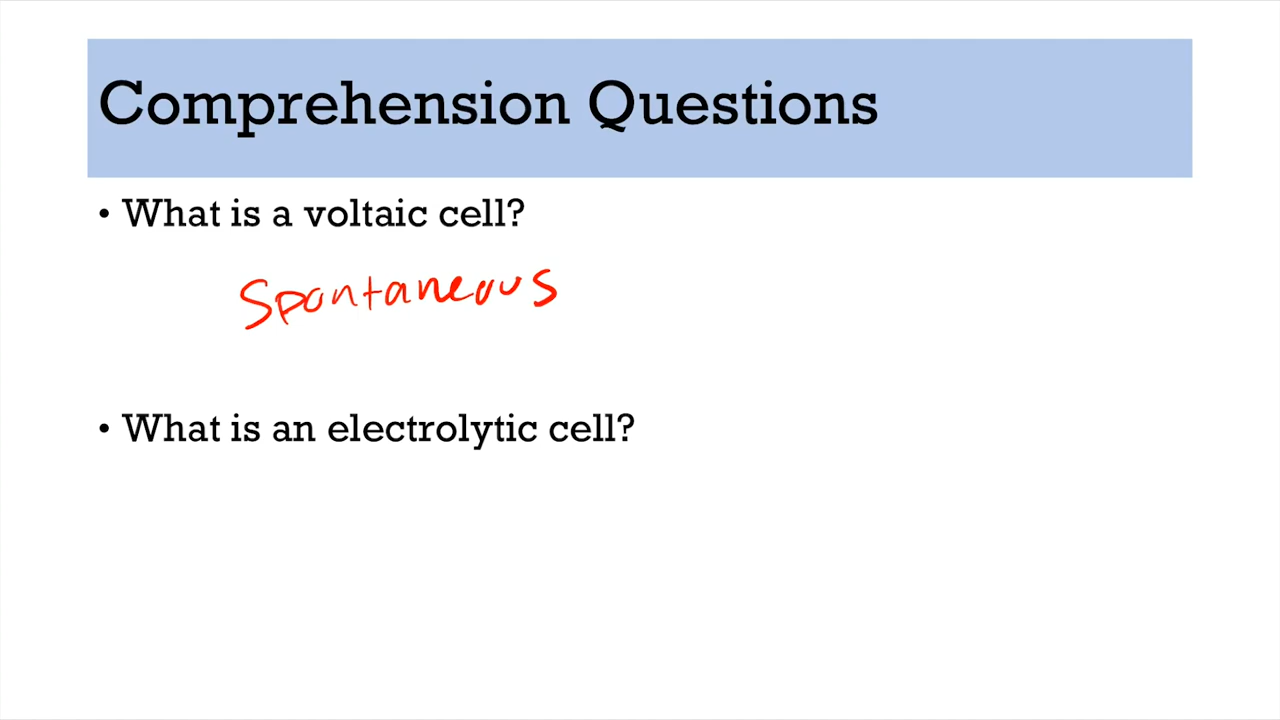 Comprehension Questions
• What is a voltaic cell?
Spontaneous
• What is an electrolytic cell?